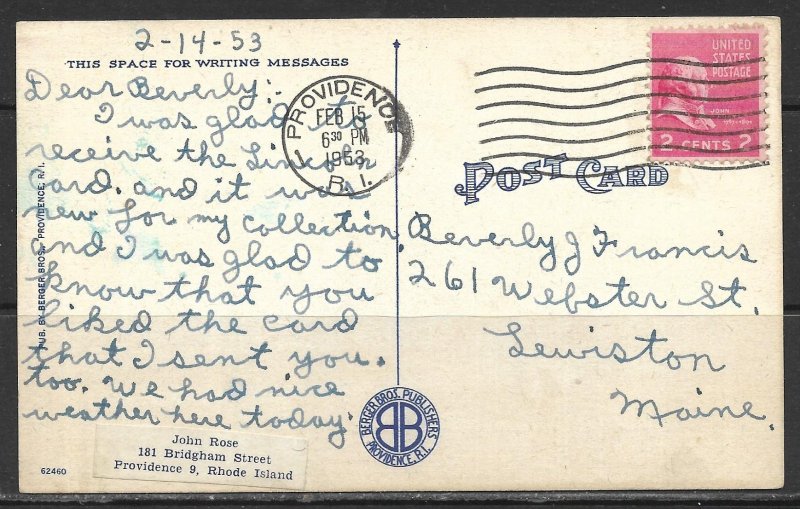 2-14-53
THIS SPACE FOR WRITING MESSAGES
Dear Beverly:
I was glad to
receive the Lincoln
Card. and it was
new for my collection.
and I was glad to
know that you
liked the card
that I sent you.
too. We had nice
weather here today.
John Rose
181 Bridgham Street
Providence 9, Rhode Island
62460
PUB. BY BERGER BROS., PROVIDENCE, R.I.
PROVIDENCE
1
FEB 15
6 30 PM
1953
R. I.
UNITED
STATES
POSTAGE
JOHN
2 CENTS 2
POST CARD
Beverly J Francis
261 Webster St.
Lewiston
Maine.
BERGER BROS. PUBLISHERS
BB
PROVIDENCE, R.I.